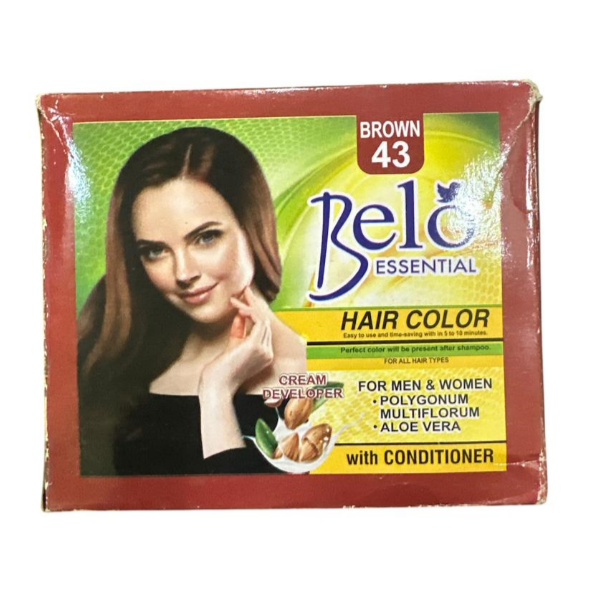 BROWN
43
Belo
ESSENTIAL
HAIR COLOR
Easy to use and time-saving with in 5 to 10 minutes.
Perfect color will be present after shampoo.
FOR ALL HAIR TYPES
CREAM
DEVELOPER
FOR MEN & WOMEN
• POLYGONUM
MULTIFLORUM
• ALOE VERA
with CONDITIONER